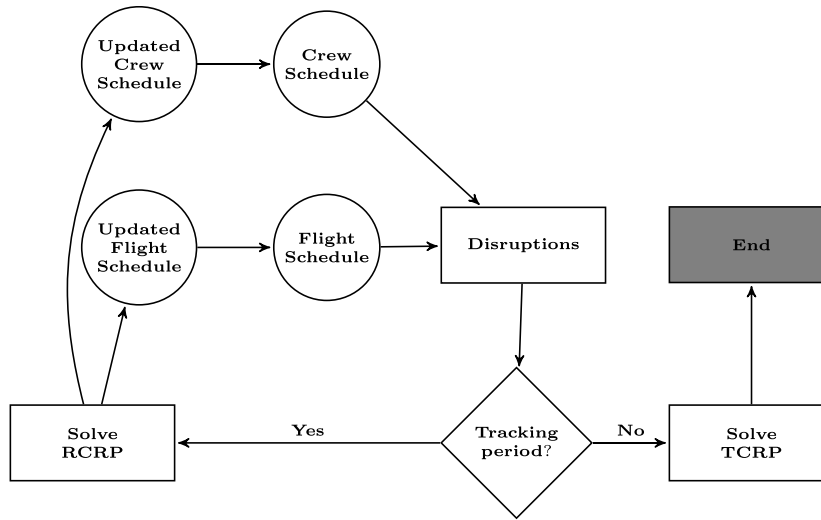 Updated
Crew
Schedule
Crew
Schedule
Updated
Flight
Schedule
Flight
Schedule
Disruptions
End
Solve
RCRP
Yes
Tracking
period?
No
Solve
TCRP